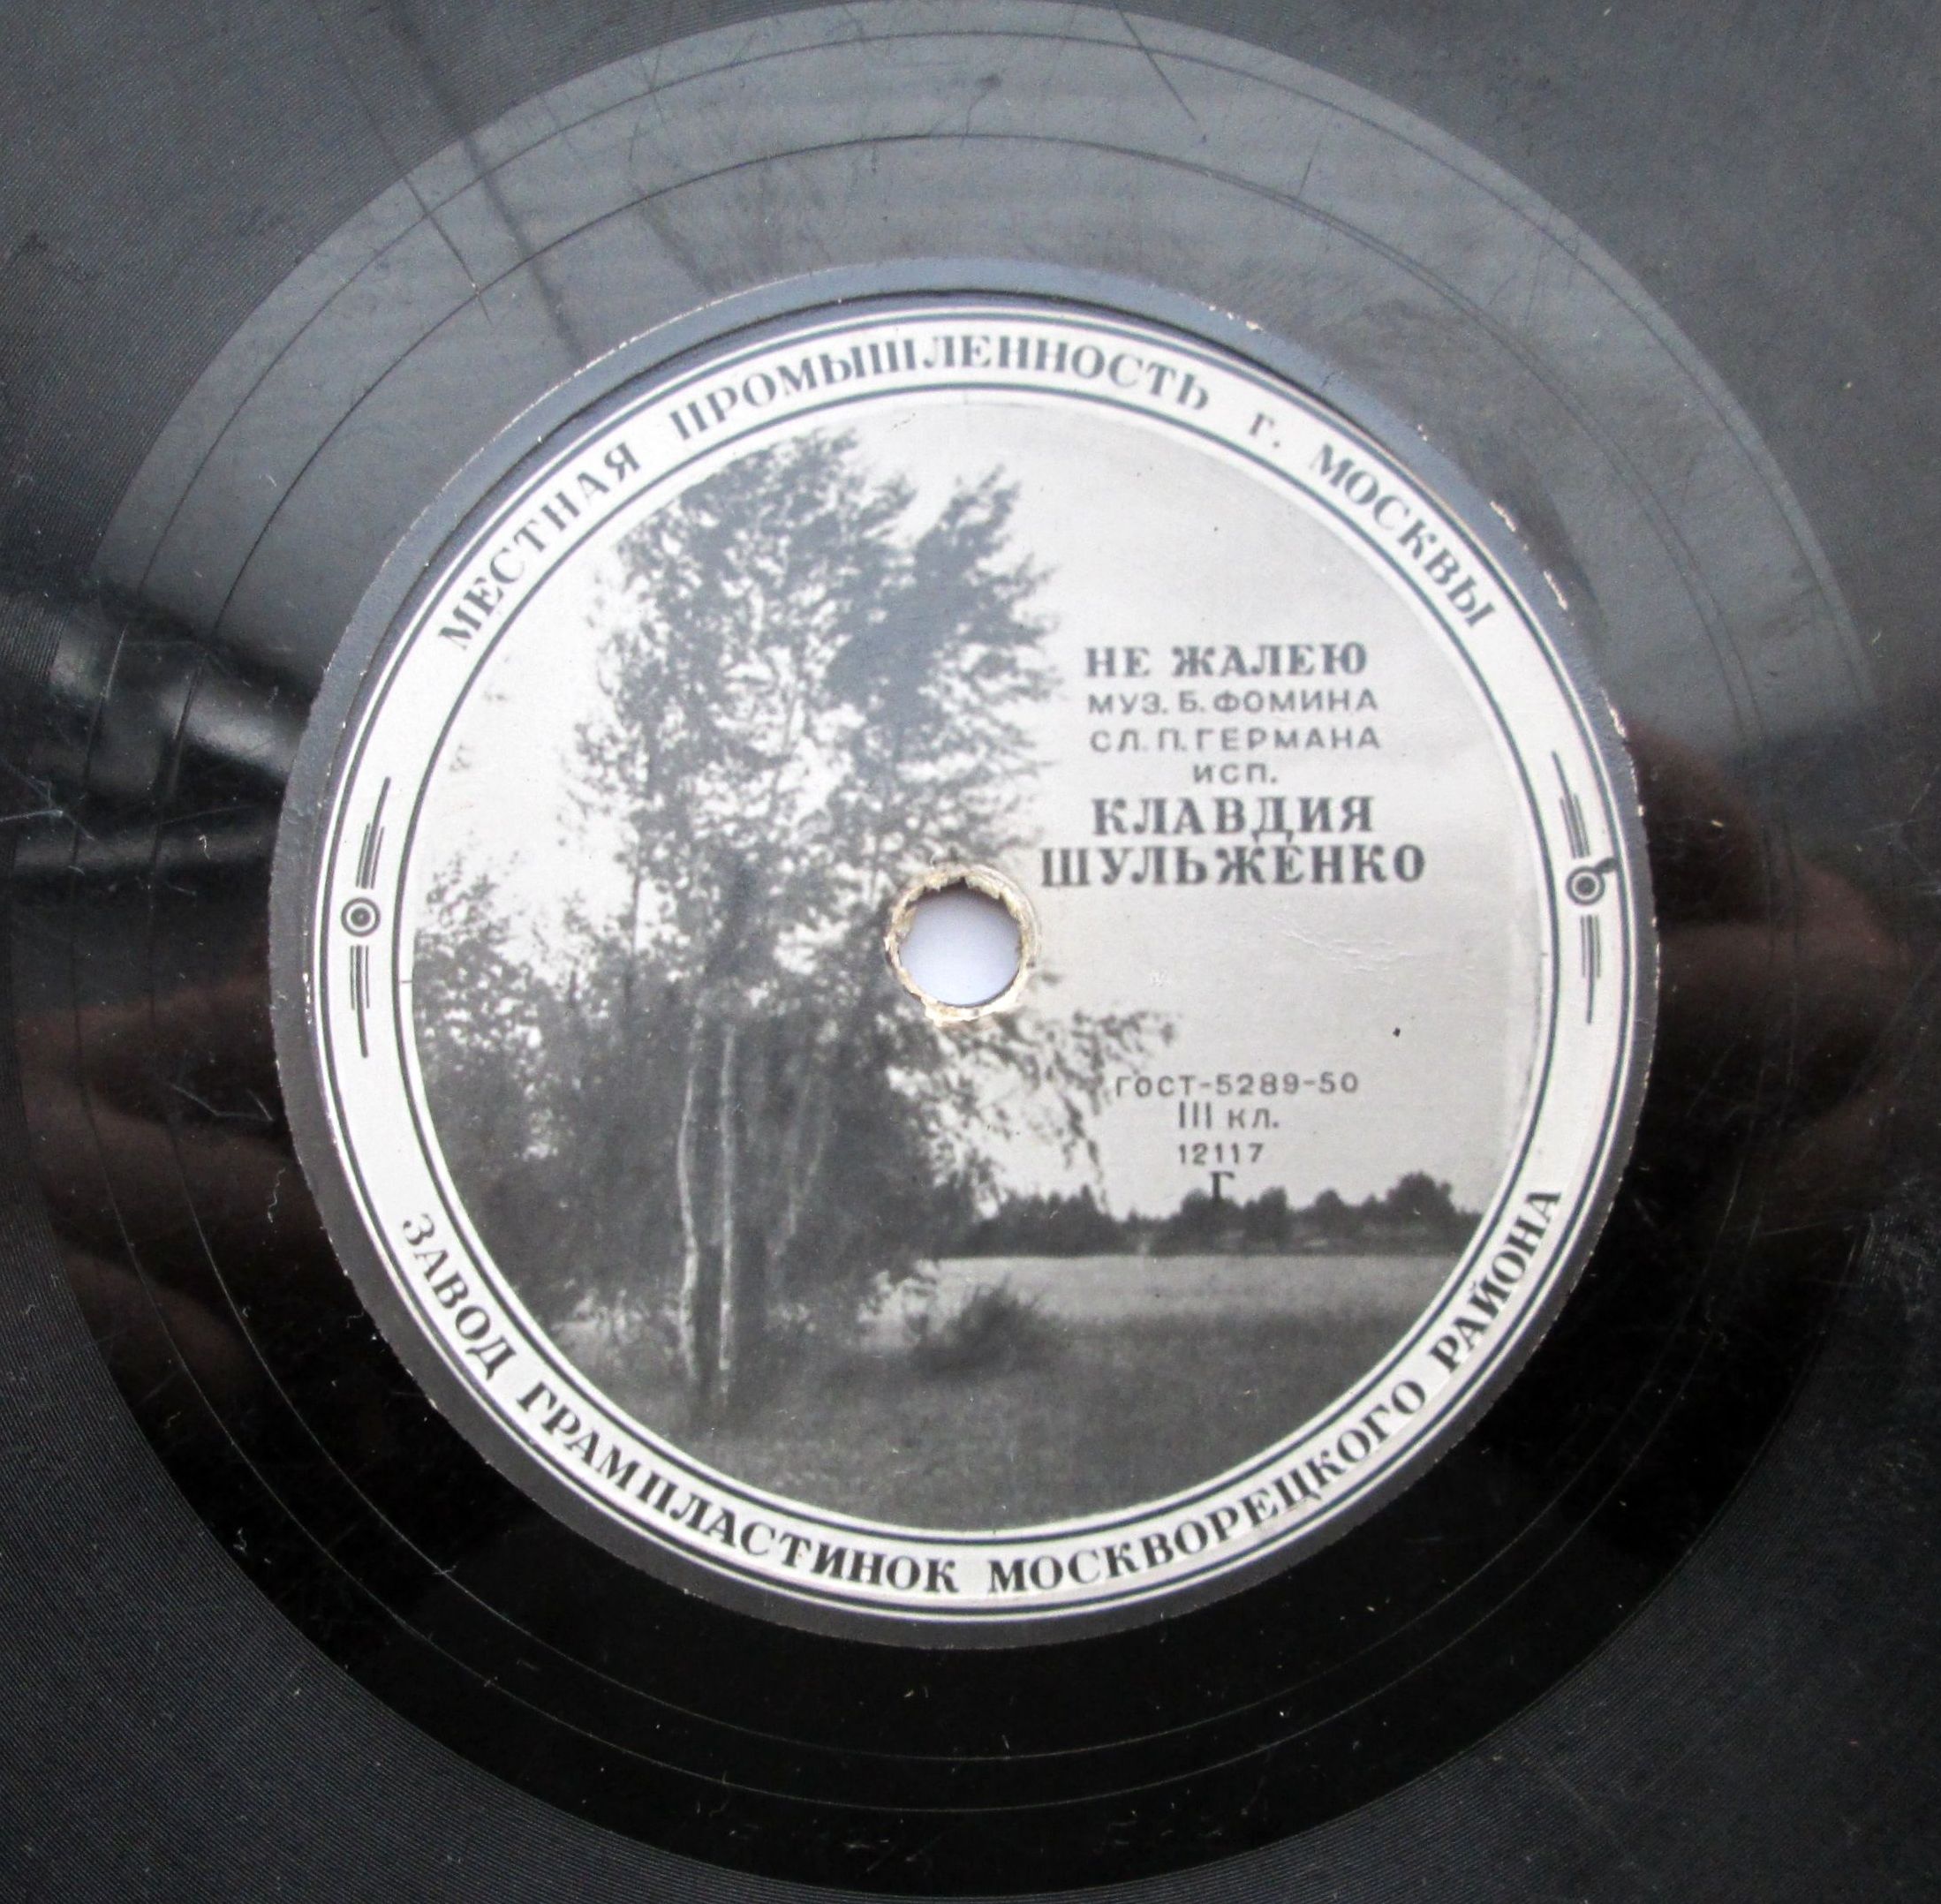 МЕСТНАЯ ПРОМЫШЛЕННОСТЬ г. МОСКВЫ
НЕ ЖАЛЕЮ
МУЗ. Б. ФОМИНА
СЛ. П. ГЕРМАНА
ИСП.
КЛАВДИЯ
ШУЛЬЖЕНКО
ГОСТ-5289-50
III КЛ.
12117
Г
ЗАВОД ГРАМПЛАСТИНОК МОСКВОРЕЦКОГО РАЙОНА